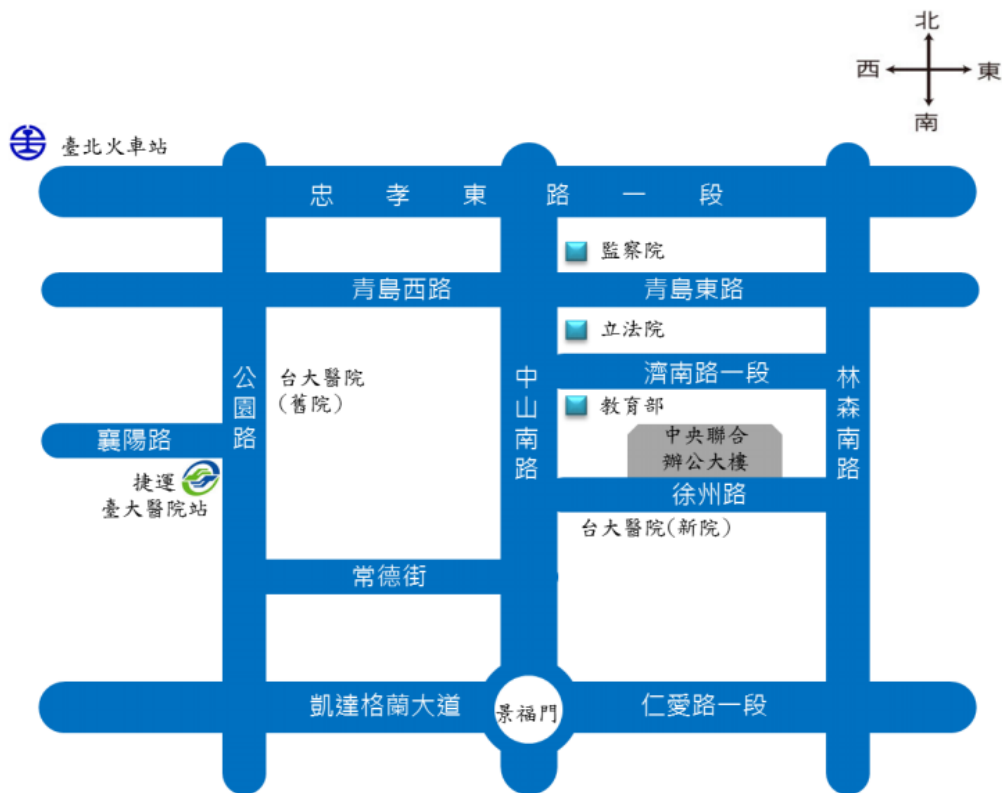 北
西
東
南
臺北火車站
忠孝東路一段
監察院
青島西路
青島東路
立法院
公園路
台大醫院
(舊院)
中山南路
濟南路一段
林森南路
教育部
襄陽路
中央聯合
辦公大樓
捷運
臺大醫院站
徐州路
台大醫院(新院)
常德街
凱達格蘭大道
景福門
仁愛路一段